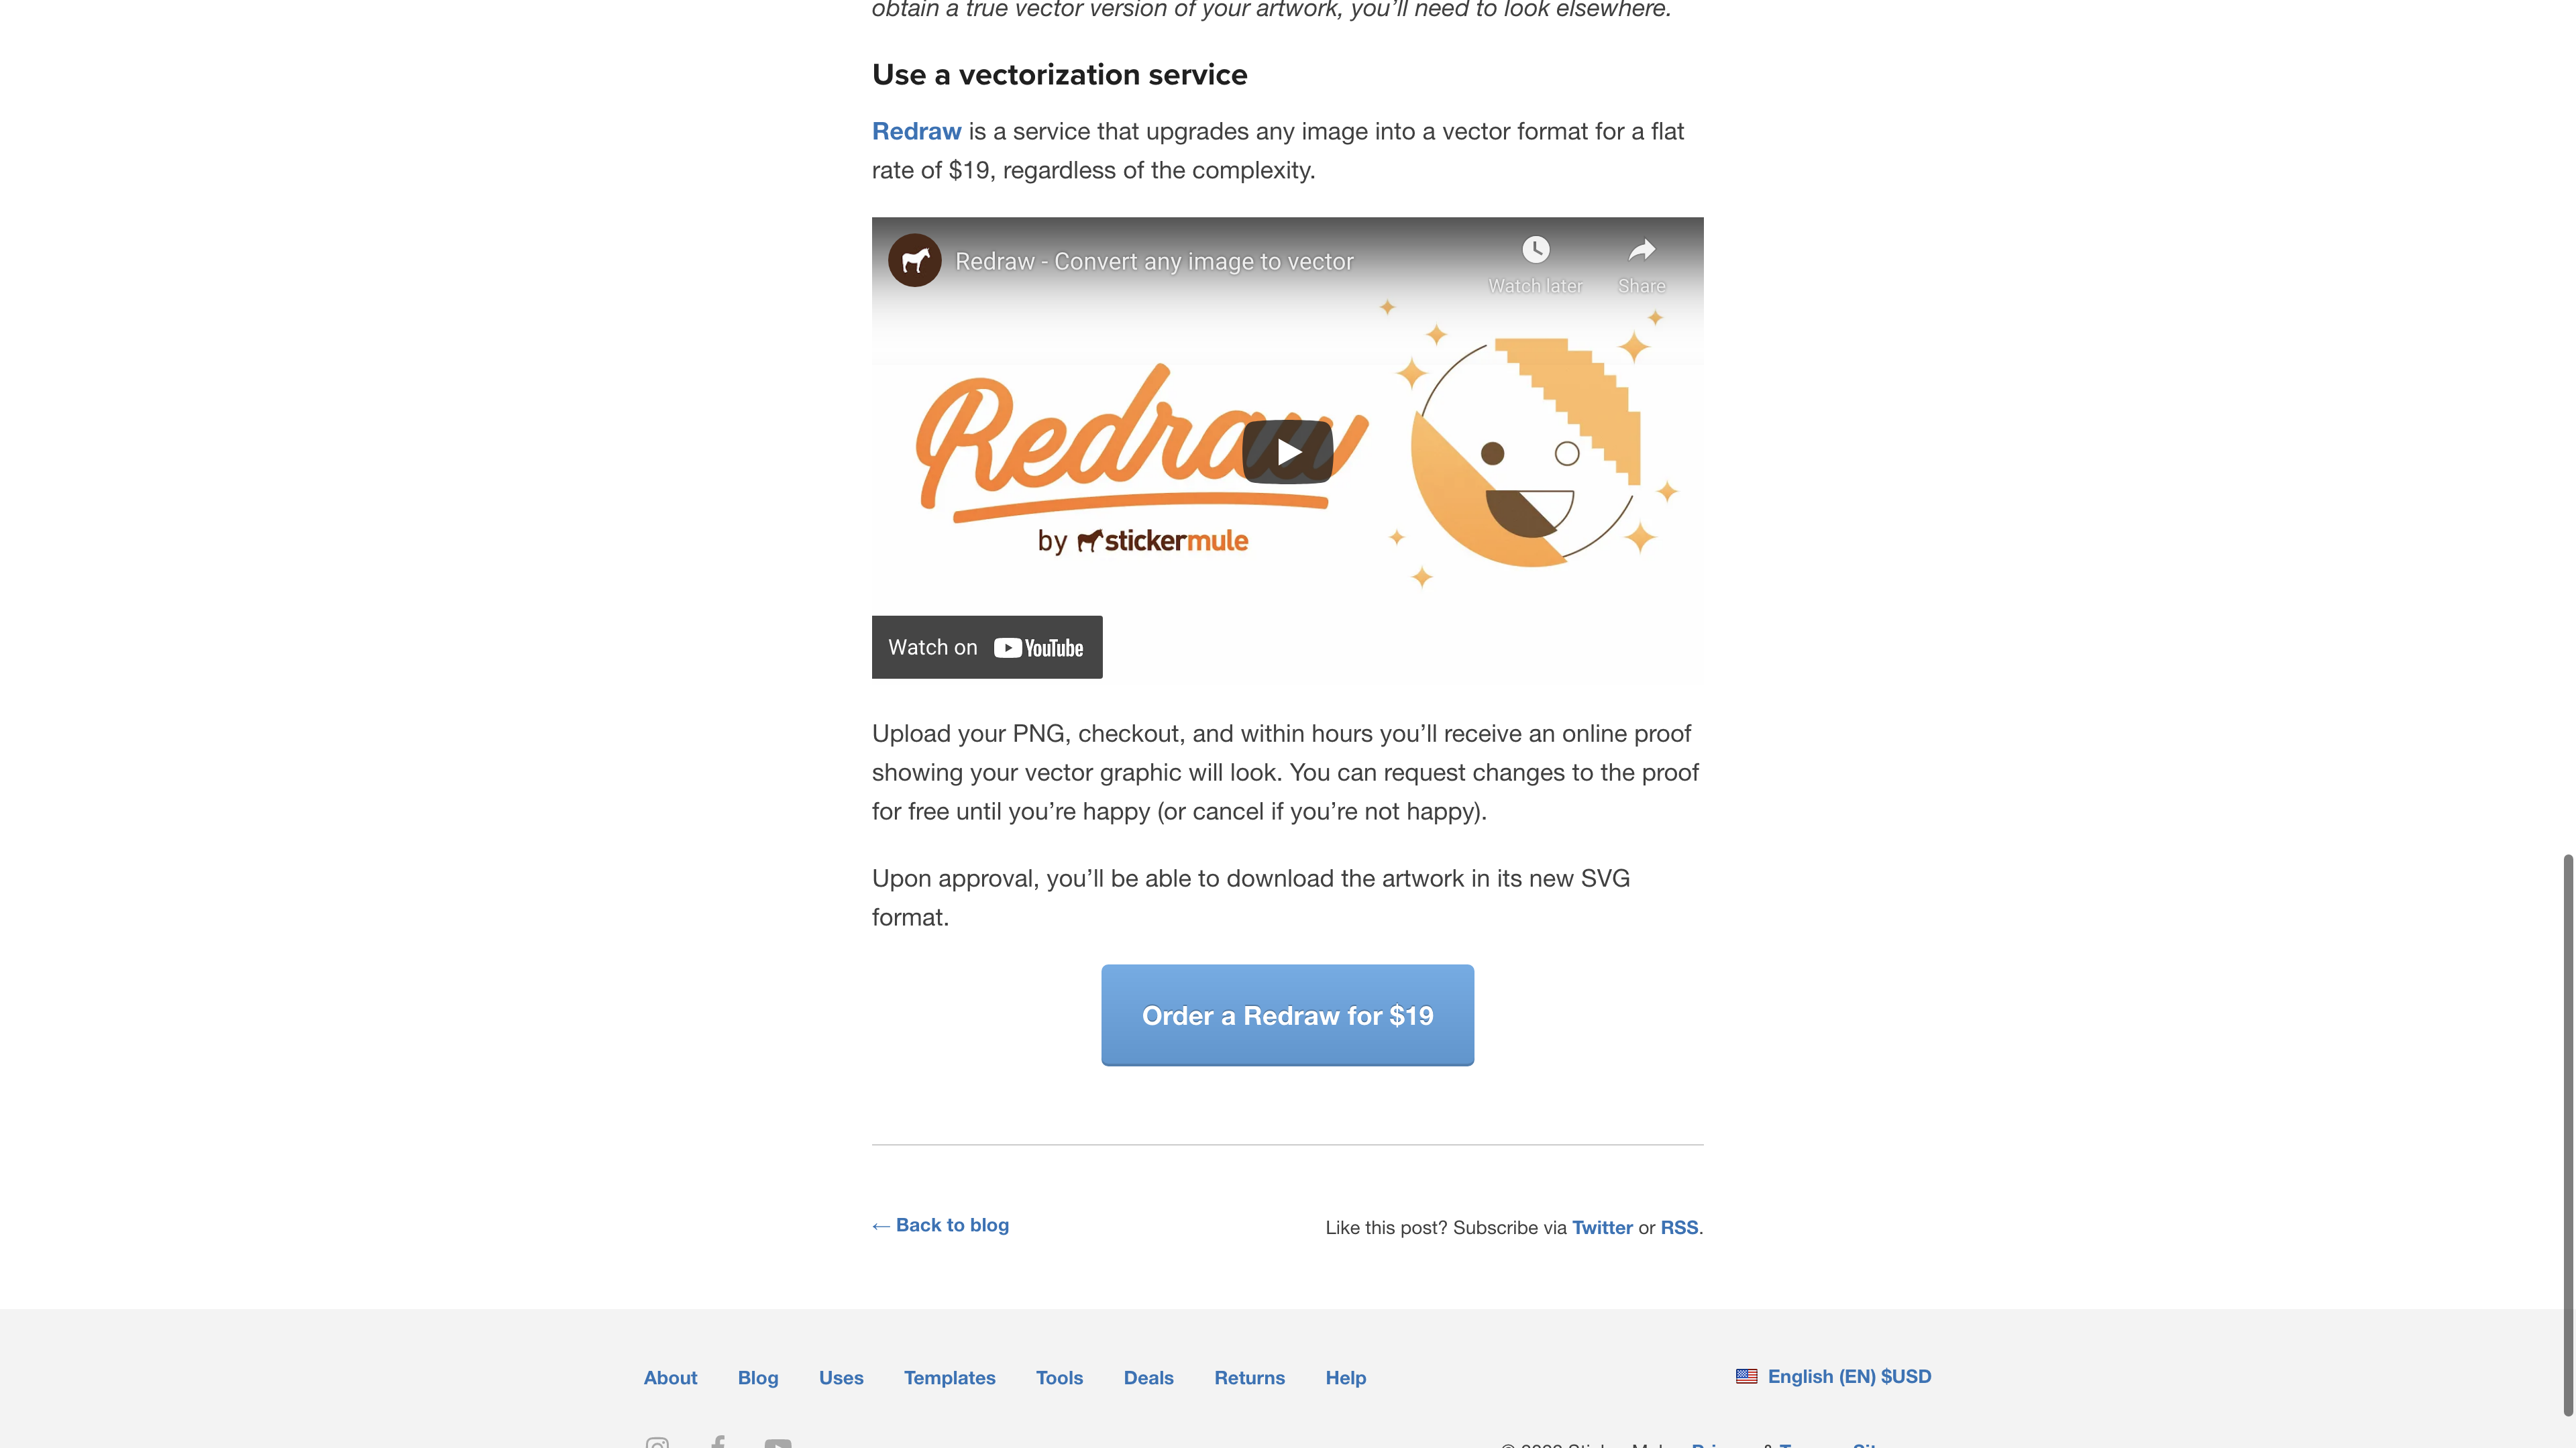 obtain a true vector version of your artwork, you’ll need to look elsewhere.
Use a vectorization service
Redraw is a service that upgrades any image into a vector format for a flat
rate of $19, regardless of the complexity.
Redraw - Convert any image to vector
Watch later
Share
Redraw
by stickermule
Watch on YouTube
Upload your PNG, checkout, and within hours you’ll receive an online proof
showing your vector graphic will look. You can request changes to the proof
for free until you’re happy (or cancel if you’re not happy).
Upon approval, you’ll be able to download the artwork in its new SVG
format.
Order a Redraw for $19
← Back to blog
Like this post? Subscribe via Twitter or RSS.
About Blog Uses Templates Tools Deals Returns Help
English (EN) $USD